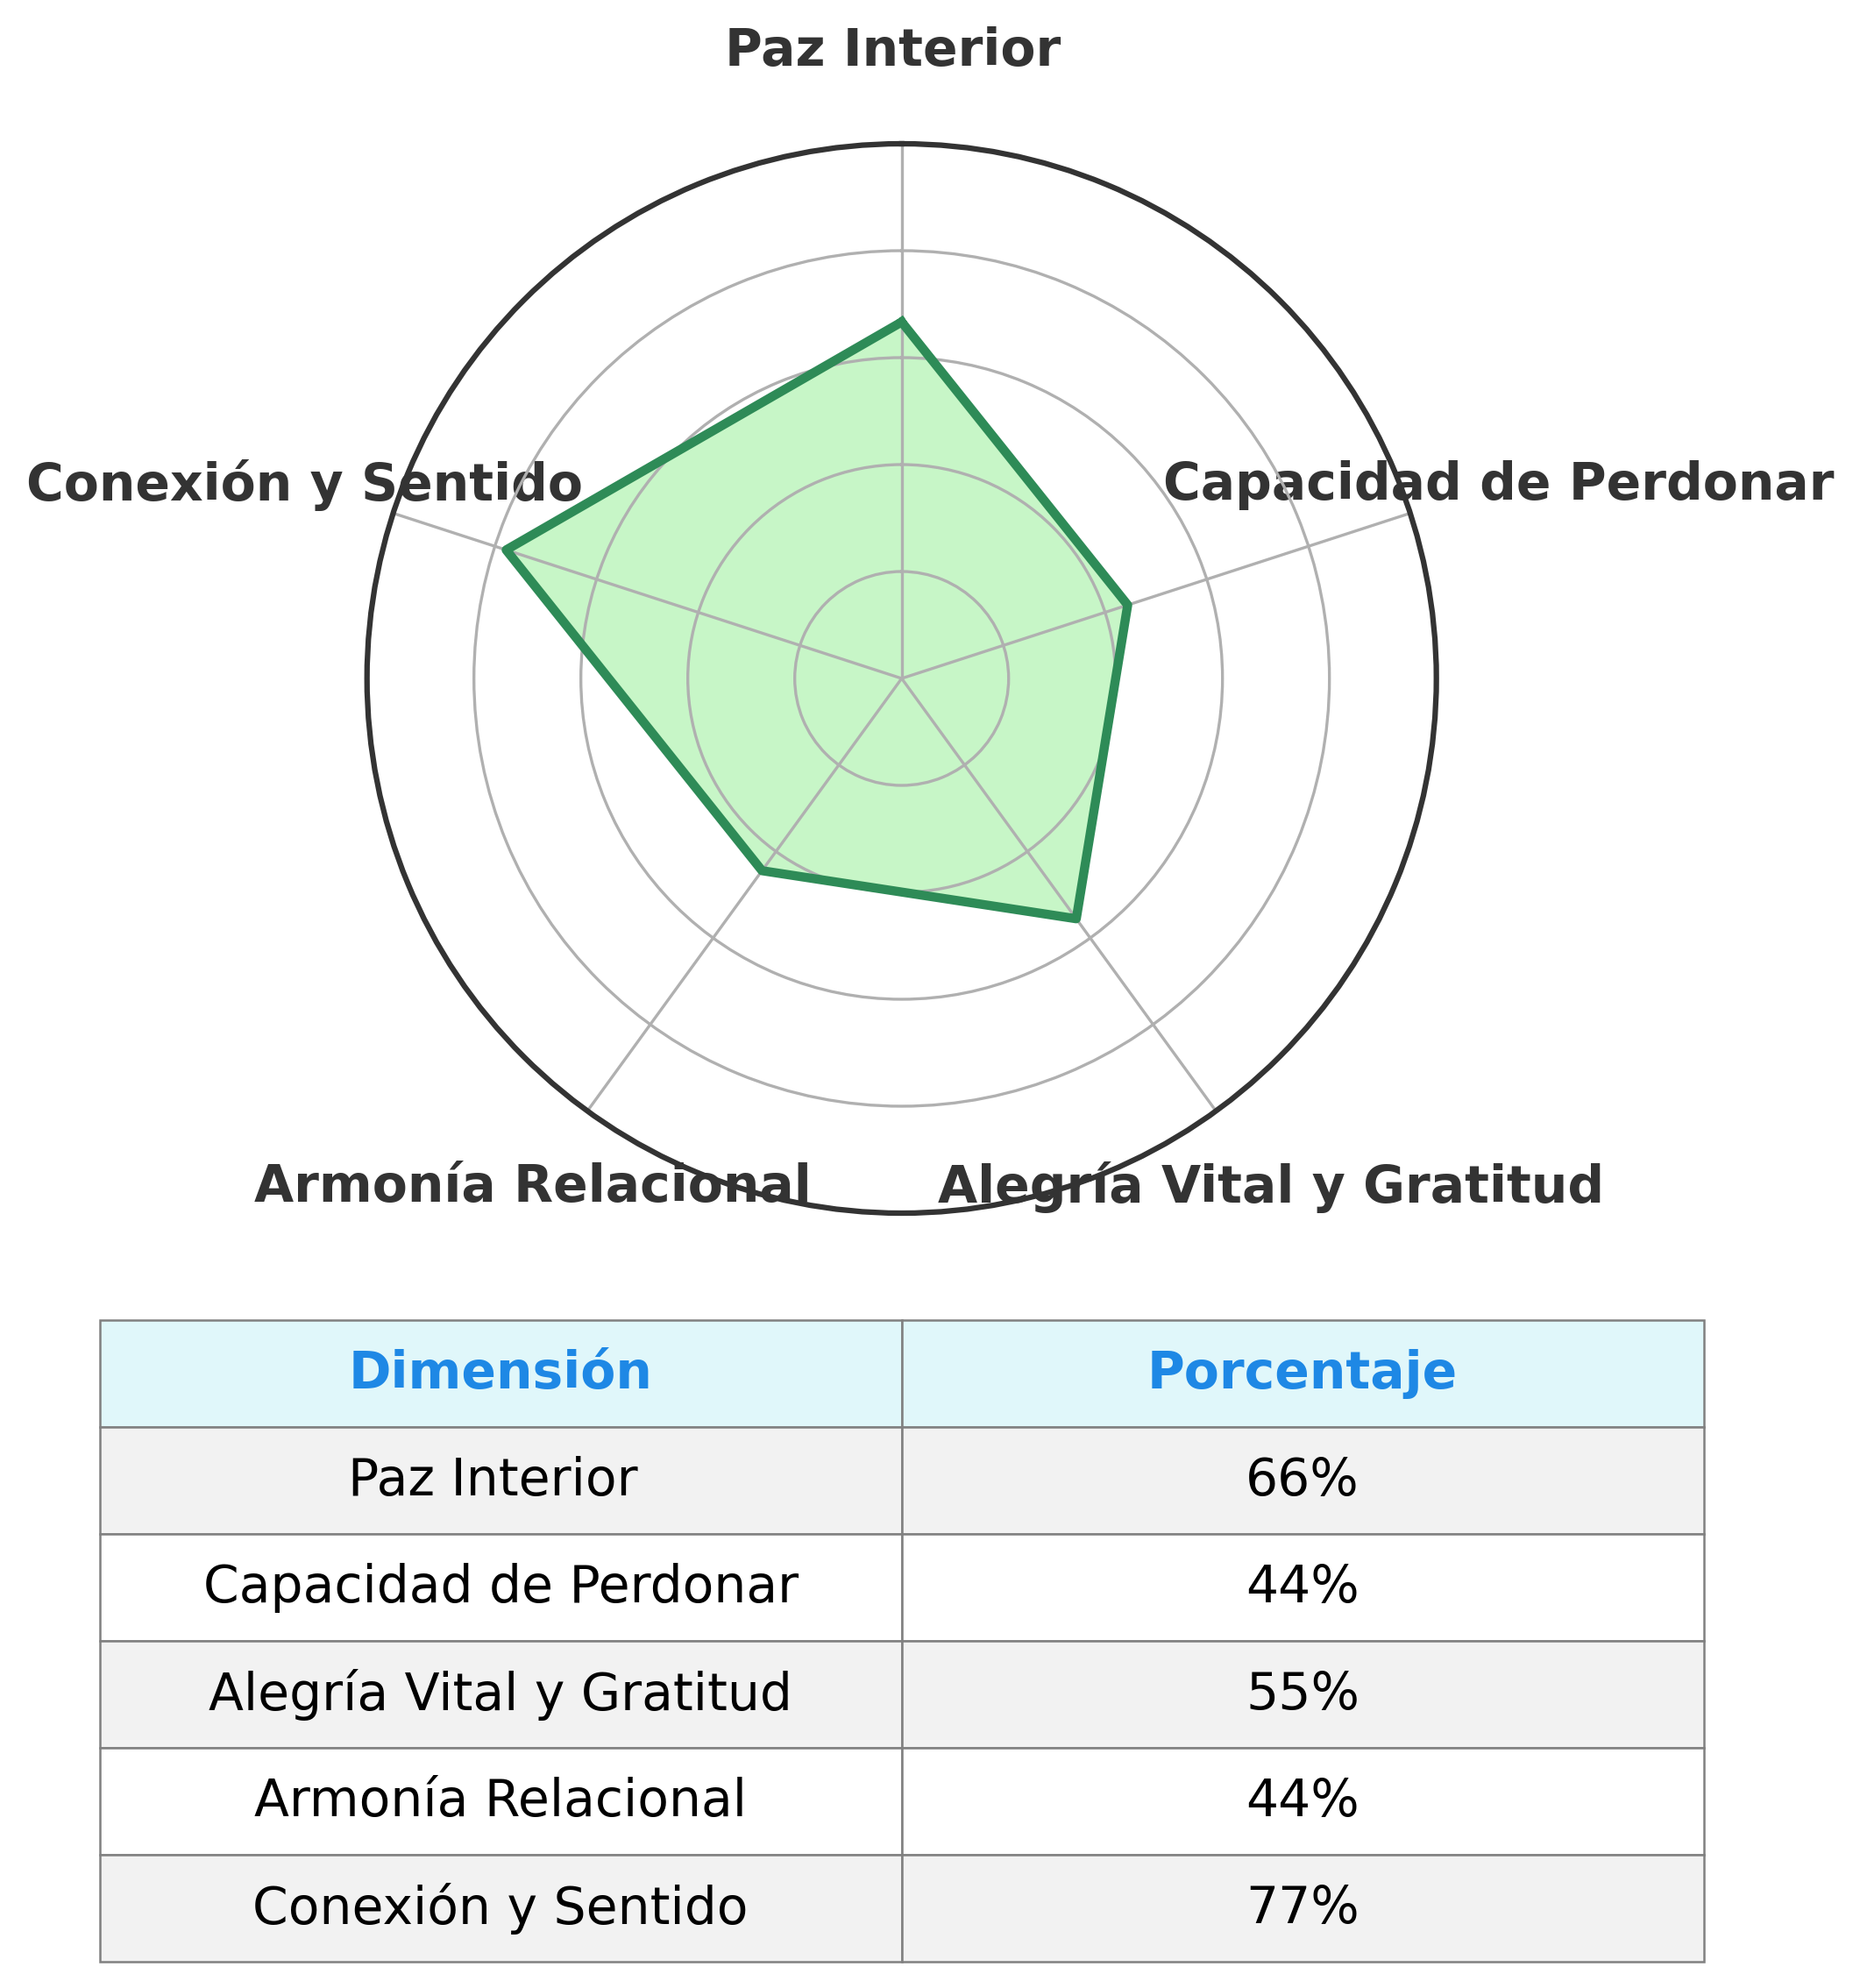 Paz Interior
Conexión y Sentido
Capacidad de Perdonar
Armonía Relacional
Alegría Vital y Gratitud
Dimensión Porcentaje
Paz Interior 66%
Capacidad de Perdonar 44%
Alegría Vital y Gratitud 55%
Armonía Relacional 44%
Conexión y Sentido 77%